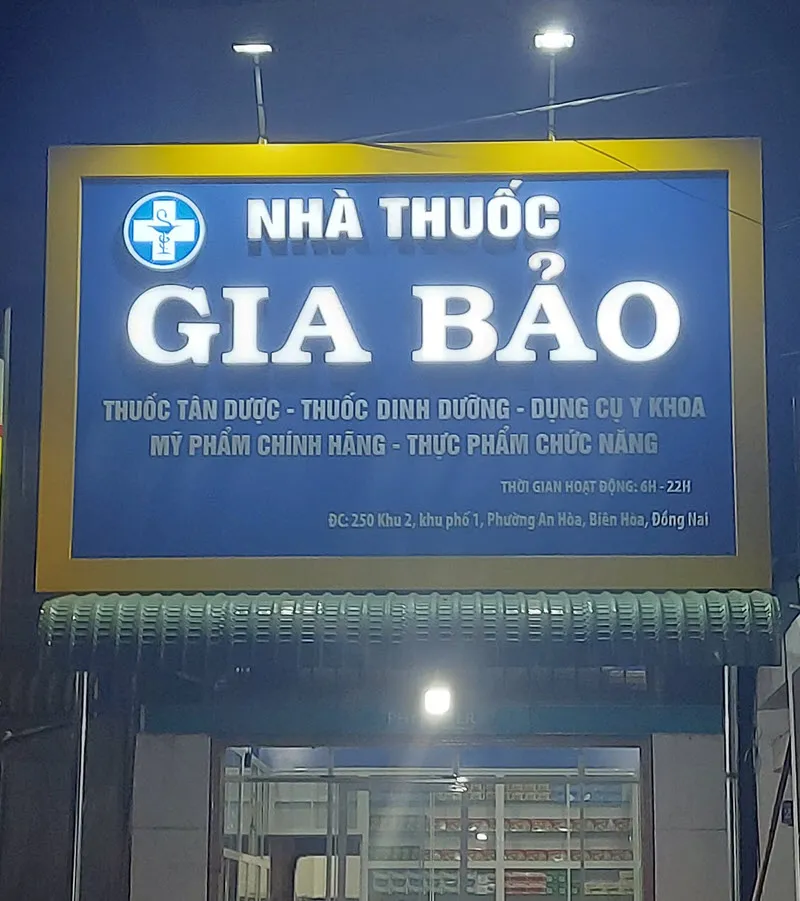 NHÀ THUỐC
GIA BẢO
THUỐC TÂN DƯỢC - THUỐC DINH DƯỠNG - DỤNG CỤ Y KHOA
MỸ PHẨM CHÍNH HÃNG - THỰC PHẨM CHỨC NĂNG
THỜI GIAN HOẠT ĐỘNG: 6H - 22H
ĐC: 250 Khu 2, khu phố 1, Phường An Hòa, Biên Hòa, Đồng Nai